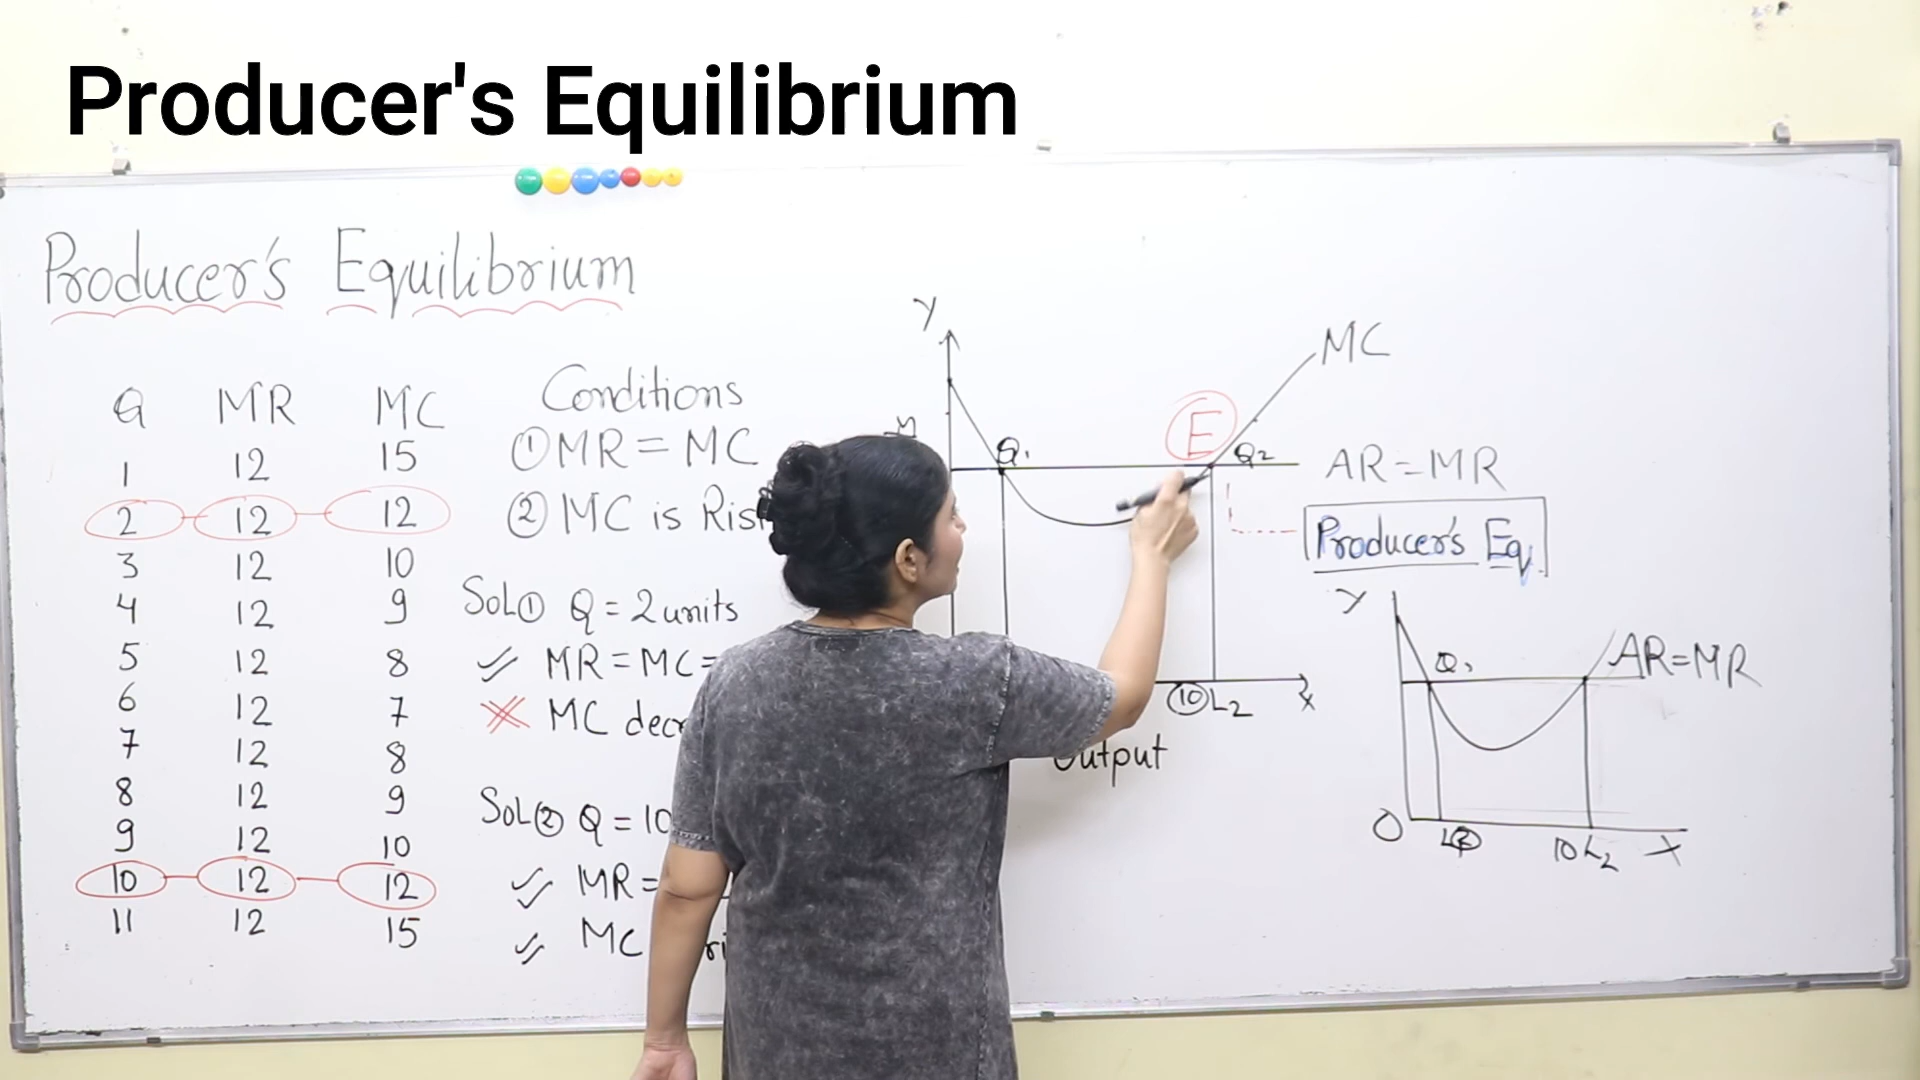 Producer's Equilibrium
Producer's Equilibrium
Q MR MC
1 12 15
2 12 12
3 12 10
4 12 9
5 12 8
6 12 7
7 12 8
8 12 9
9 12 10
10 12 12
11 12 15
Conditions
① MR = MC
② MC is Ris
SoL① Q = 2 units
MR = MC =
MC decr
SoL② Q = 10
MR =
MC ri
Y
MC
E
Q₁
Q₂
AR = MR
Producer's Eq.
10 L₂
X
Output
Y
Q₁
AR=MR
O
10 L₂
X